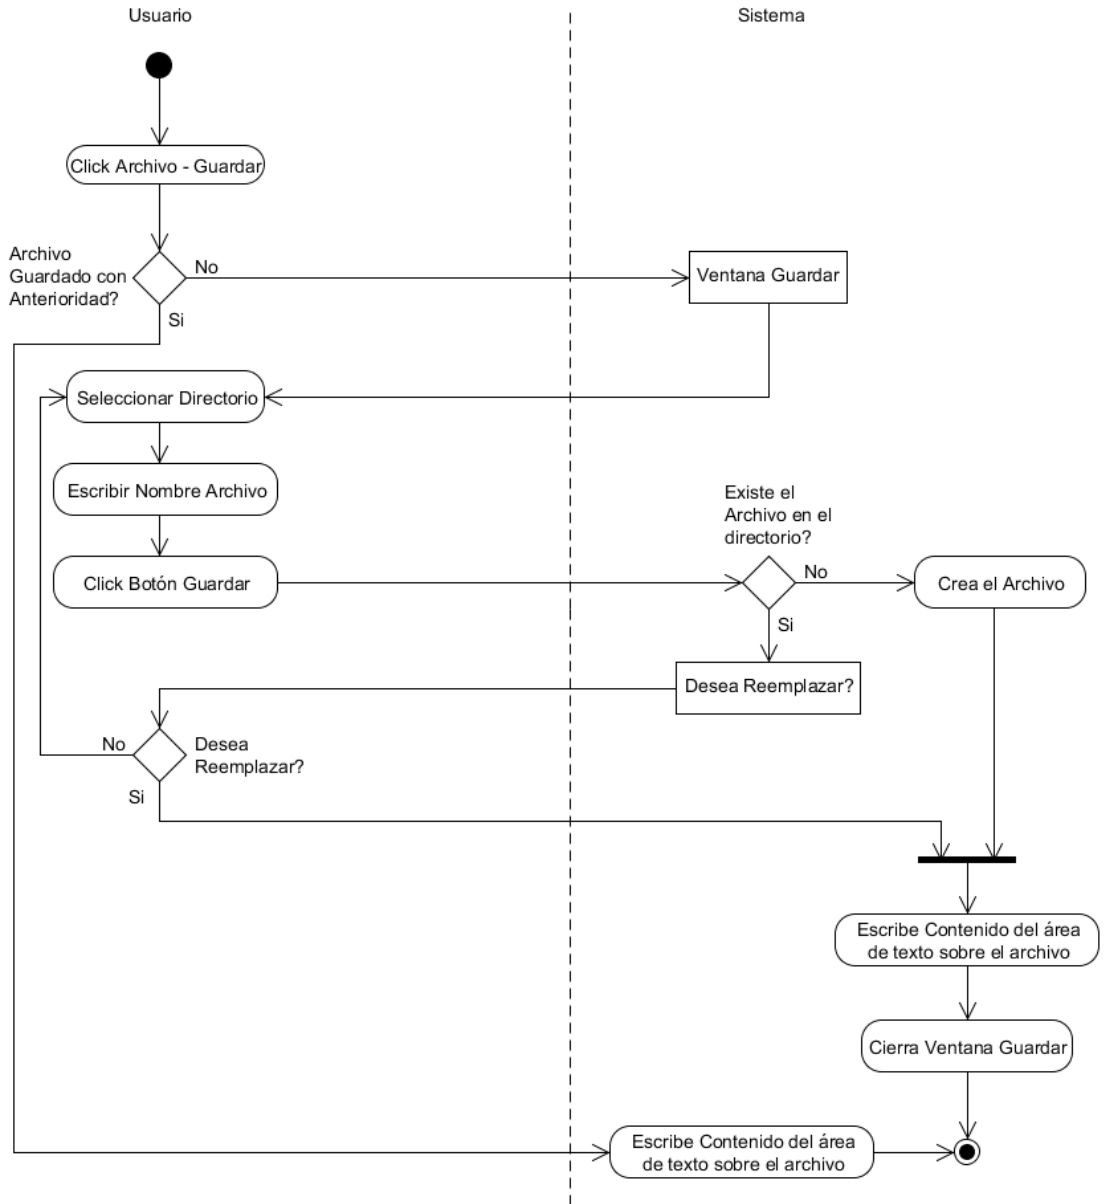 Usuario
Sistema
Click Archivo - Guardar
Archivo
Guardado con
Anterioridad?
No
Ventana Guardar
Si
Seleccionar Directorio
Escribir Nombre Archivo
Existe el
Archivo en el
directorio?
Click Botón Guardar
No
Crea el Archivo
Si
Desea Reemplazar?
No
Desea
Reemplazar?
Si
Escribe Contenido del área
de texto sobre el archivo
Cierra Ventana Guardar
Escribe Contenido del área
de texto sobre el archivo